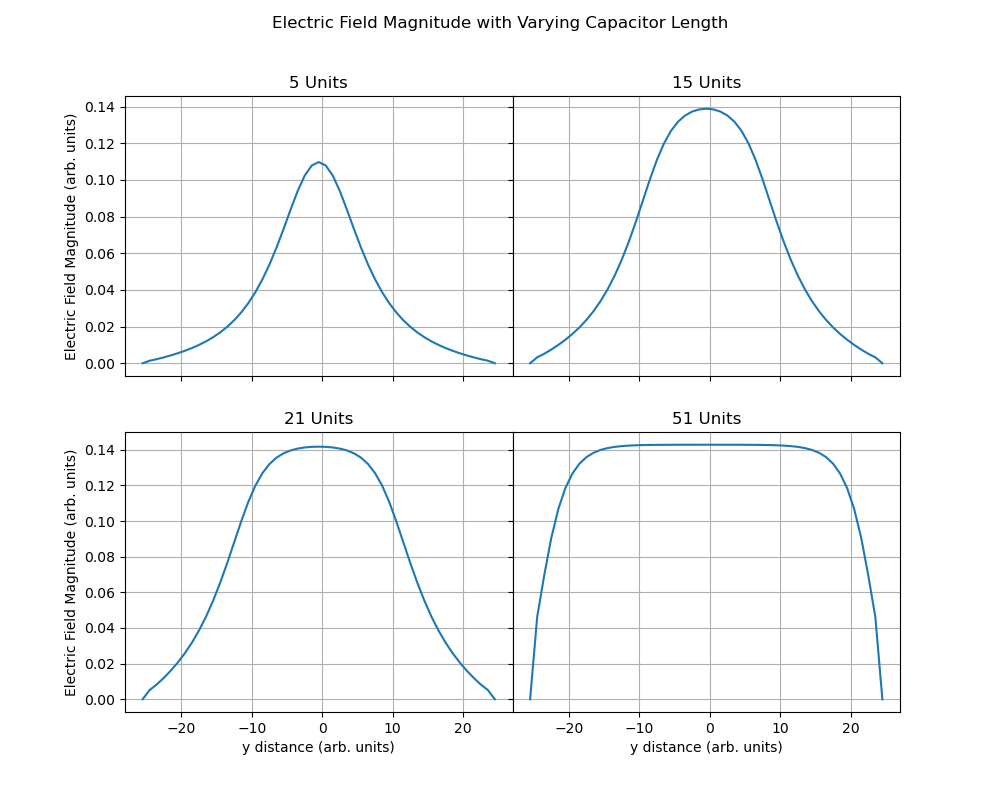 Electric Field Magnitude with Varying Capacitor Length
5 Units
15 Units
Electric Field Magnitude (arb. units)
0.14
0.12
0.10
0.08
0.06
0.04
0.02
0.00
21 Units
51 Units
Electric Field Magnitude (arb. units)
0.14
0.12
0.10
0.08
0.06
0.04
0.02
0.00
−20 −10 0 10 20
−20 −10 0 10 20
y distance (arb. units)
y distance (arb. units)